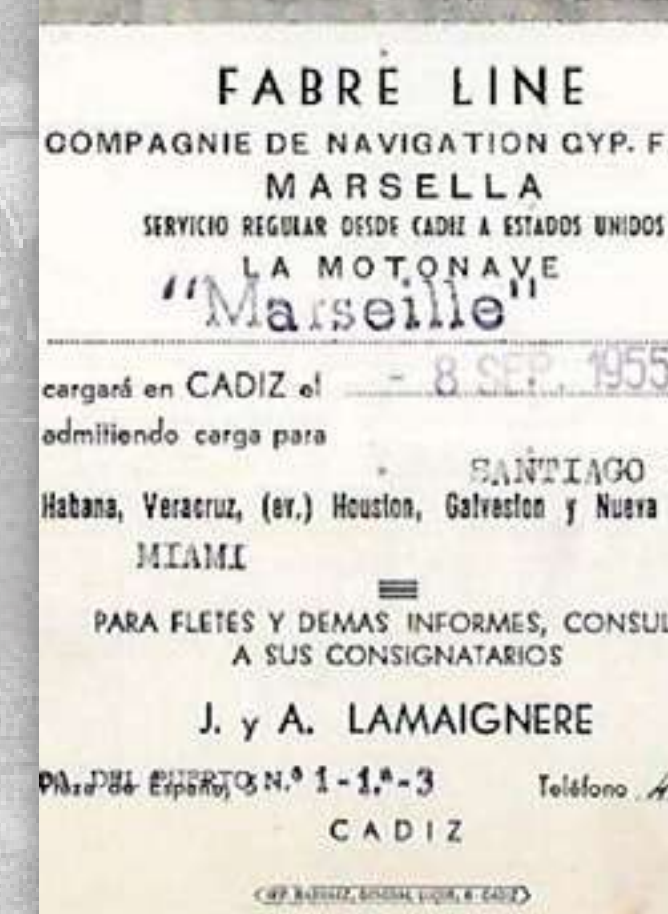 FABRE LINE
COMPAGNIE DE NAVIGATION CYP. F
MARSELLA
SERVICIO REGULAR DESDE CADIZ A ESTADOS UNIDOS
LA MOTONAVE
"Marseille"
cargará en CADIZ el - 8 SEP. 1955
admitiendo carga para
SANTIAGO
Habana, Veracruz, (ev.) Houston, Galveston y Nueva
MIAMI
PARA FLETES Y DEMAS INFORMES, CONSUL
A SUS CONSIGNATARIOS
J. y A. LAMAIGNERE
DEL PUERTO N.º 1 - 1.º - 3 Teléfono
CADIZ